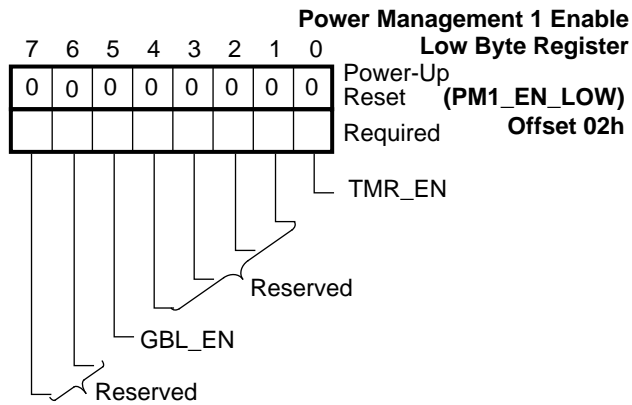 Power Management 1 Enable
Low Byte Register
(PM1_EN_LOW)
Offset 02h
7 6 5 4 3 2 1 0
0 0 0 0 0 0 0 0
Power-Up
Reset
Required
TMR_EN
Reserved
GBL_EN
Reserved